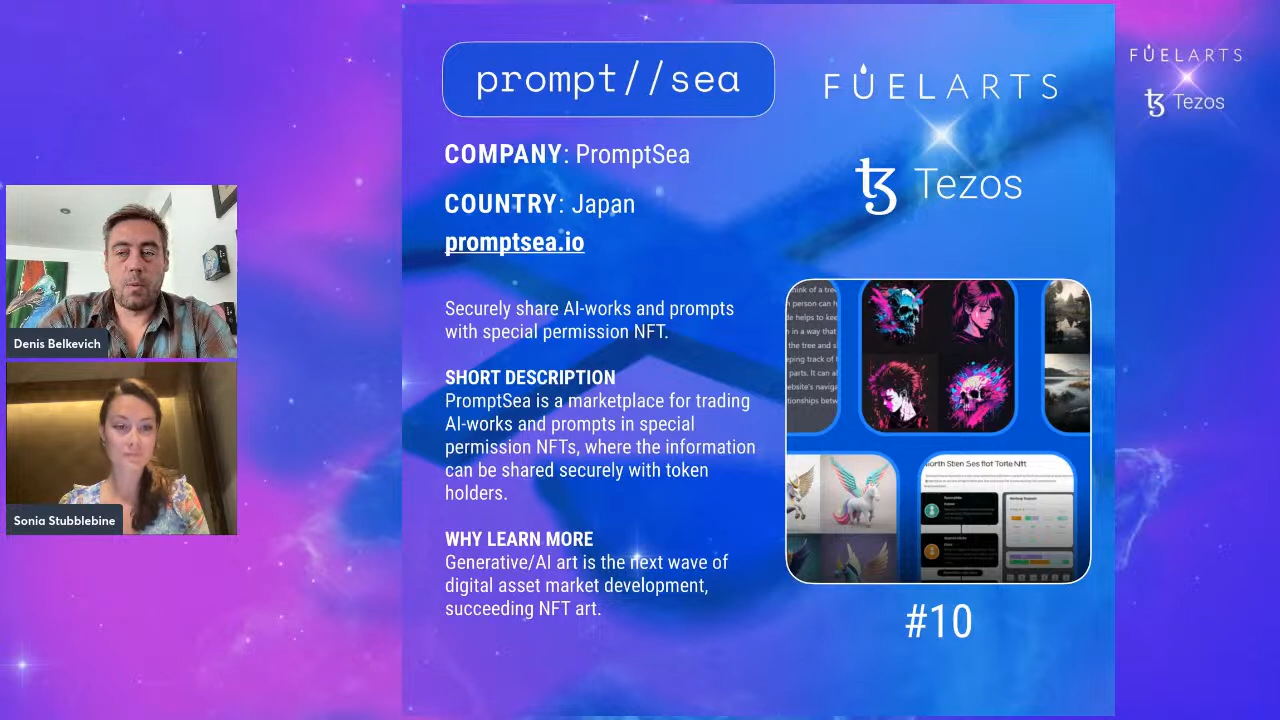 prompt//sea
FUELARTS
Tezos
COMPANY: PromptSea
COUNTRY: Japan
promptsea.io
Securely share AI-works and prompts
with special permission NFT.
SHORT DESCRIPTION
PromptSea is a marketplace for trading
AI-works and prompts in special
permission NFTs, where the information
can be shared securely with token
holders.
WHY LEARN MORE
Generative/AI art is the next wave of
digital asset market development,
succeeding NFT art.
#10
FUELARTS
Tezos
Denis Belkevich
Sonia Stubblebine